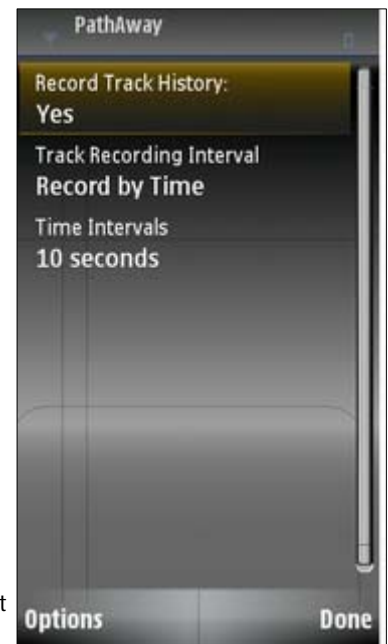 PathAway
Record Track History:
Yes
Track Recording Interval
Record by Time
Time Intervals
10 seconds
t
Options
Done